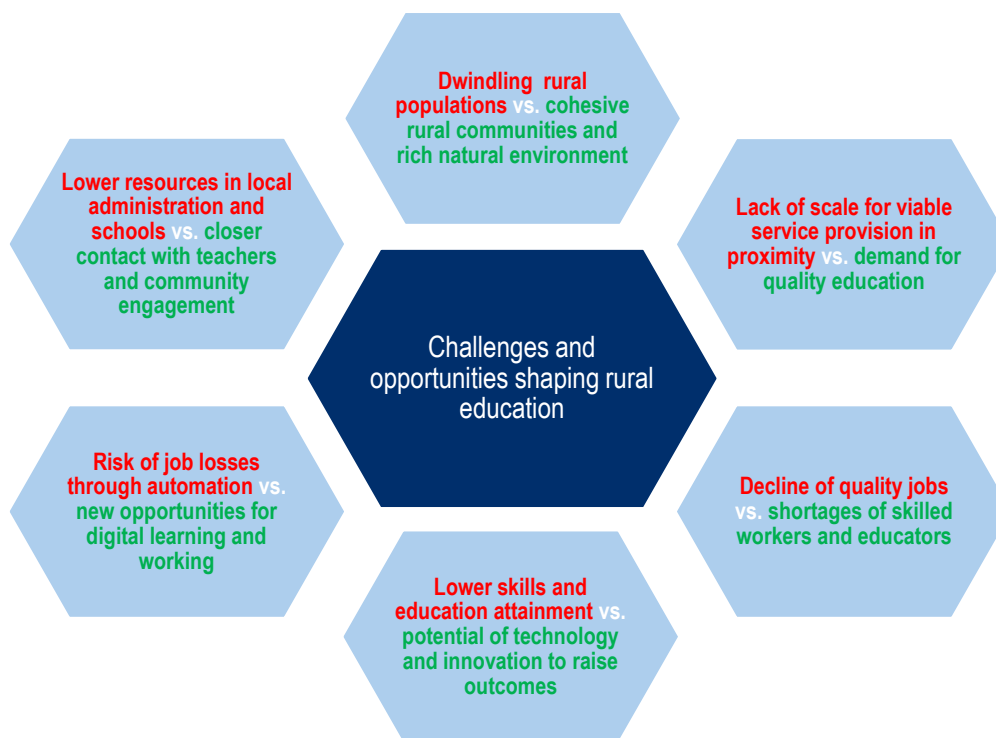 Dwindling rural
populations vs. cohesive
rural communities and
rich natural environment
Lower resources in local
administration and
schools vs. closer
contact with teachers
and community
engagement
Lack of scale for viable
service provision in
proximity vs. demand for
quality education
Challenges and
opportunities shaping rural
education
Risk of job losses
through automation vs.
new opportunities for
digital learning and
working
Decline of quality jobs
vs. shortages of skilled
workers and educators
Lower skills and
education attainment vs.
potential of technology
and innovation to raise
outcomes